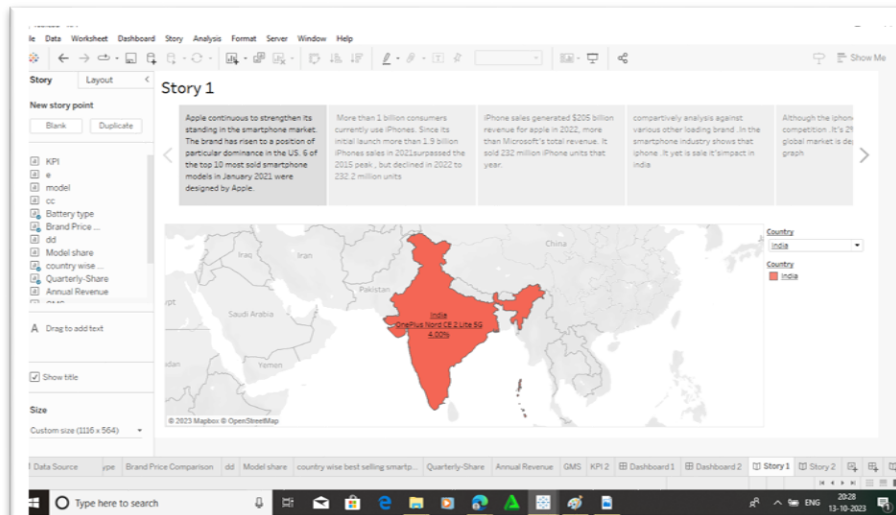 le Data Worksheet Dashboard Story Analysis Format Server Window Help
Show Me
Story Layout
New story point
Blank Duplicate
KPI
e
model
cc
Battery type
Brand Price ...
dd
Model share
country wise ...
Quarterly-Share
Annual Revenue
A Drag to add text
Show title
Size
Custom size (1116 x 564)
Story 1
Apple continuous to strengthen its
standing in the smartphone market.
The brand has risen to a position of
particular dominance in the US. 6 of
the top 10 most sold smartphone
models in January 2021 were
designed by Apple.
More than 1 billion consumers
currently use iPhones. Since its
initial launch more than 1.9 billion
iPhones sales in 2021surpassed the
2015 peak , but declined in 2022 to
232.2 million units
iPhone sales generated $205 billion
revenue for apple in 2022, more
than Microsoft's total revenue. It
sold 232 million iPhone units that
year.
compartively analysis against
various other loading brand .In the
smartphone industry shows that
iphone .It yet is sale it'simpact in
india
Although the iphon
competition .It's 29
global market is de
graph
Iraq
Iran
China
Pakistan
Saudi Arabia
Yemen
India
OnePlus Nord CE 2 Lite 5G
4.00%
© 2023 Mapbox © OpenStreetMap
Country
India
Country
India
Data Source ype Brand Price Comparison dd Model share country wise best selling smartp... Quarterly-Share Annual Revenue GMS KPI 2 Dashboard 1 Dashboard 2 Story 1 Story 2
Type here to search
ENG
20:28
13-10-2023